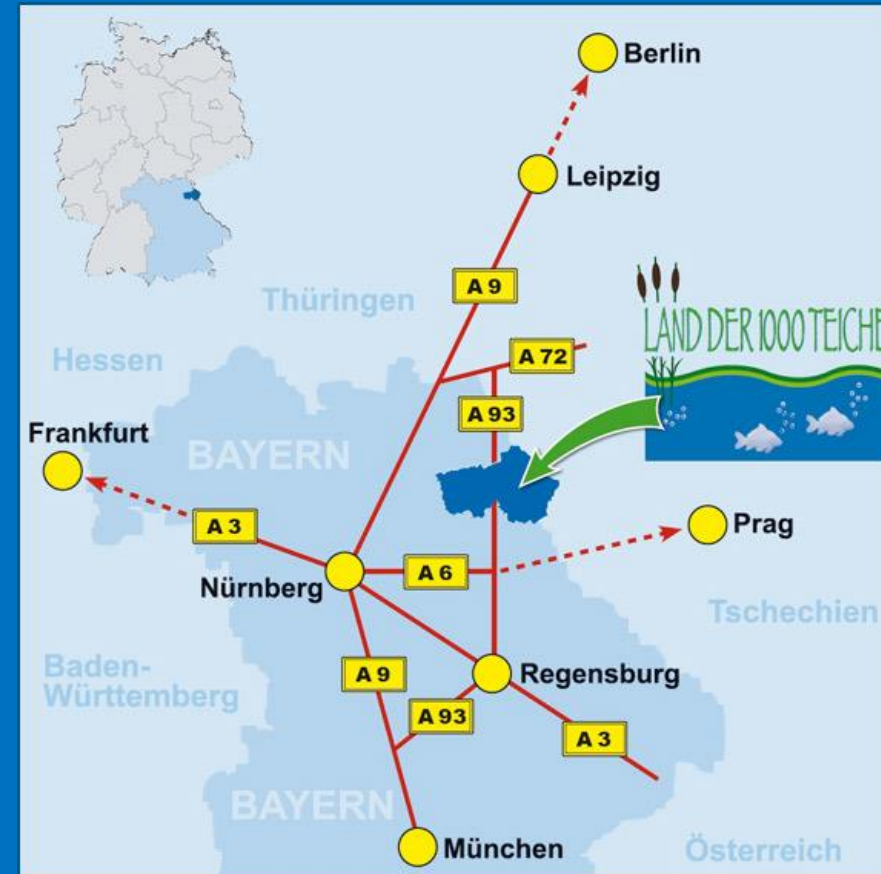 Berlin
Leipzig
A 9
Thüringen
LAND DER 1000 TEICHE
A 72
Hessen
A 93
Frankfurt
BAYERN
A 3
Prag
A 6
Nürnberg
Tschechien
Baden-
Württemberg
A 9
Regensburg
A 93
A 3
BAYERN
München
Österreich